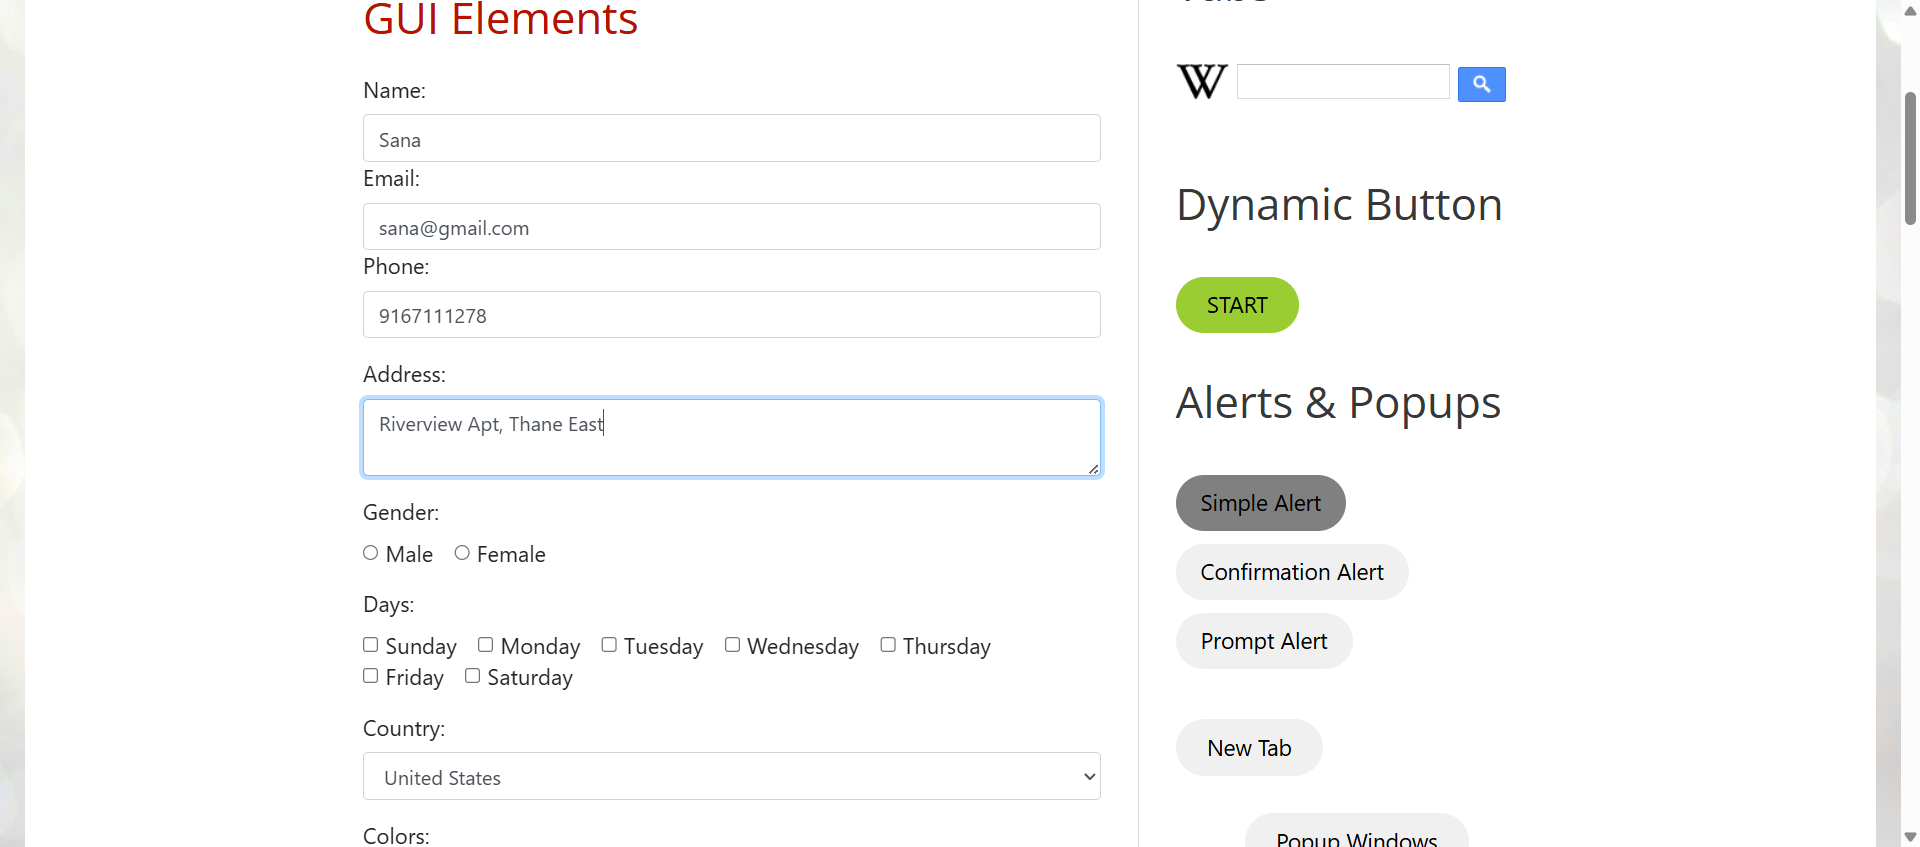 GUI Elements
Name:
Sana
Email:
sana@gmail.com
Phone:
9167111278
Address:
Riverview Apt, Thane East
Gender:
Male Female
Days:
Sunday Monday Tuesday Wednesday Thursday
Friday Saturday
Country:
United States
Colors:
W
Dynamic Button
START
Alerts & Popups
Simple Alert
Confirmation Alert
Prompt Alert
New Tab
Popup Windows